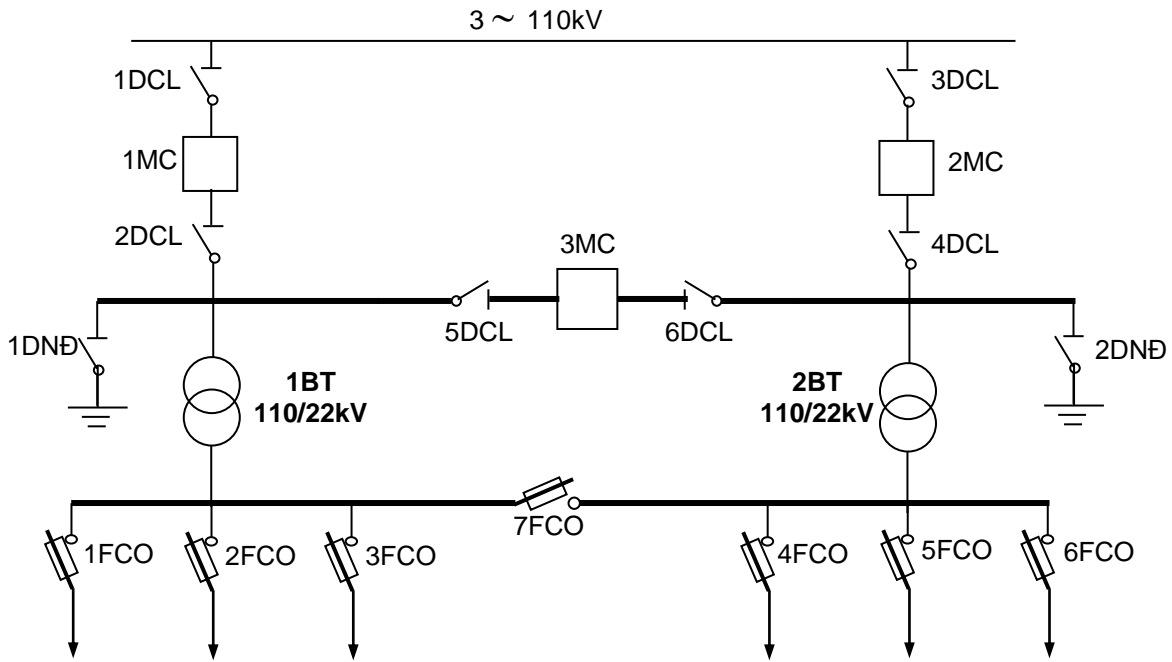 3 ~ 110kV
1DCL
3DCL
1MC
2MC
2DCL
3MC
4DCL
5DCL
6DCL
1DNĐ
2DNĐ
1BT
110/22kV
2BT
110/22kV
7FCO
1FCO
2FCO
3FCO
4FCO
5FCO
6FCO